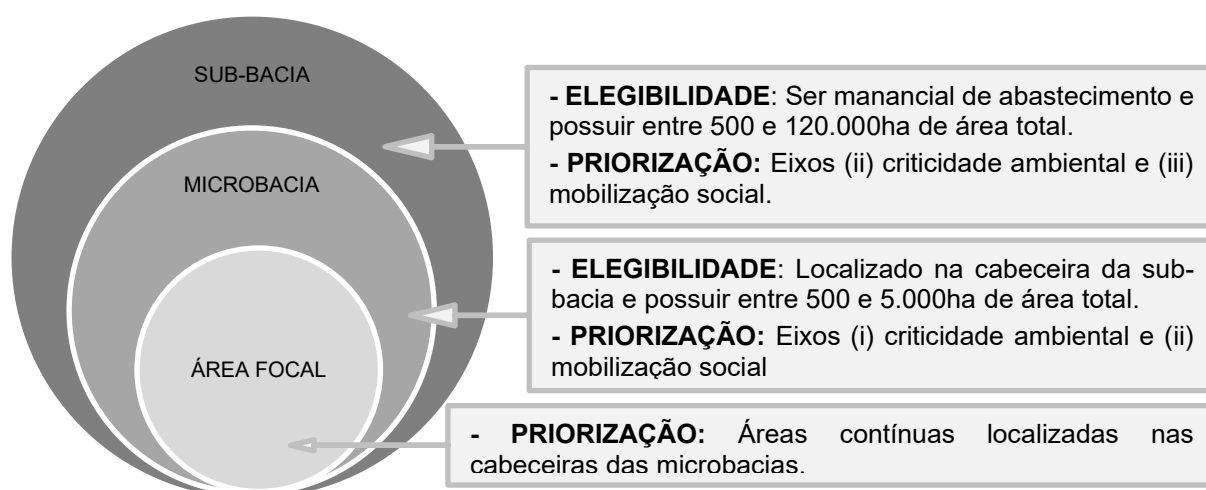 SUB-BACIA
MICROBACIA
ÁREA FOCAL
- ELEGIBILIDADE: Ser manancial de abastecimento e
possuir entre 500 e 120.000ha de área total.
- PRIORIZAÇÃO: Eixos (ii) criticidade ambiental e (iii)
mobilização social.
- ELEGIBILIDADE: Localizado na cabeceira da sub-
bacia e possuir entre 500 e 5.000ha de área total.
- PRIORIZAÇÃO: Eixos (i) criticidade ambiental e (ii)
mobilização social
- PRIORIZAÇÃO: Áreas contínuas localizadas nas
cabeceiras das microbacias.